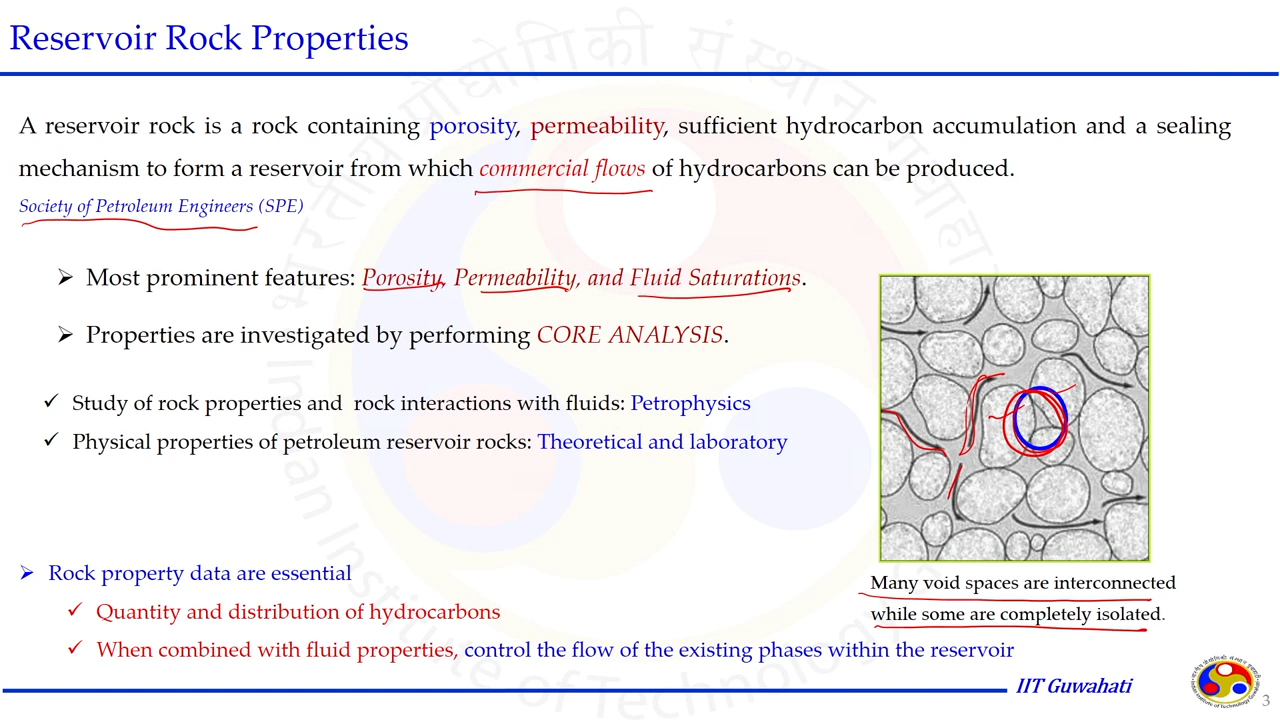 Reservoir Rock Properties
A reservoir rock is a rock containing porosity, permeability, sufficient hydrocarbon accumulation and a sealing
mechanism to form a reservoir from which commercial flows of hydrocarbons can be produced.
Society of Petroleum Engineers (SPE)
➢ Most prominent features: Porosity, Permeability, and Fluid Saturations.
➢ Properties are investigated by performing CORE ANALYSIS.
✓ Study of rock properties and rock interactions with fluids: Petrophysics
✓ Physical properties of petroleum reservoir rocks: Theoretical and laboratory
Many void spaces are interconnected
while some are completely isolated.
➢ Rock property data are essential
✓ Quantity and distribution of hydrocarbons
✓ When combined with fluid properties, control the flow of the existing phases within the reservoir
IIT Guwahati
3
Indian Institute of Technology